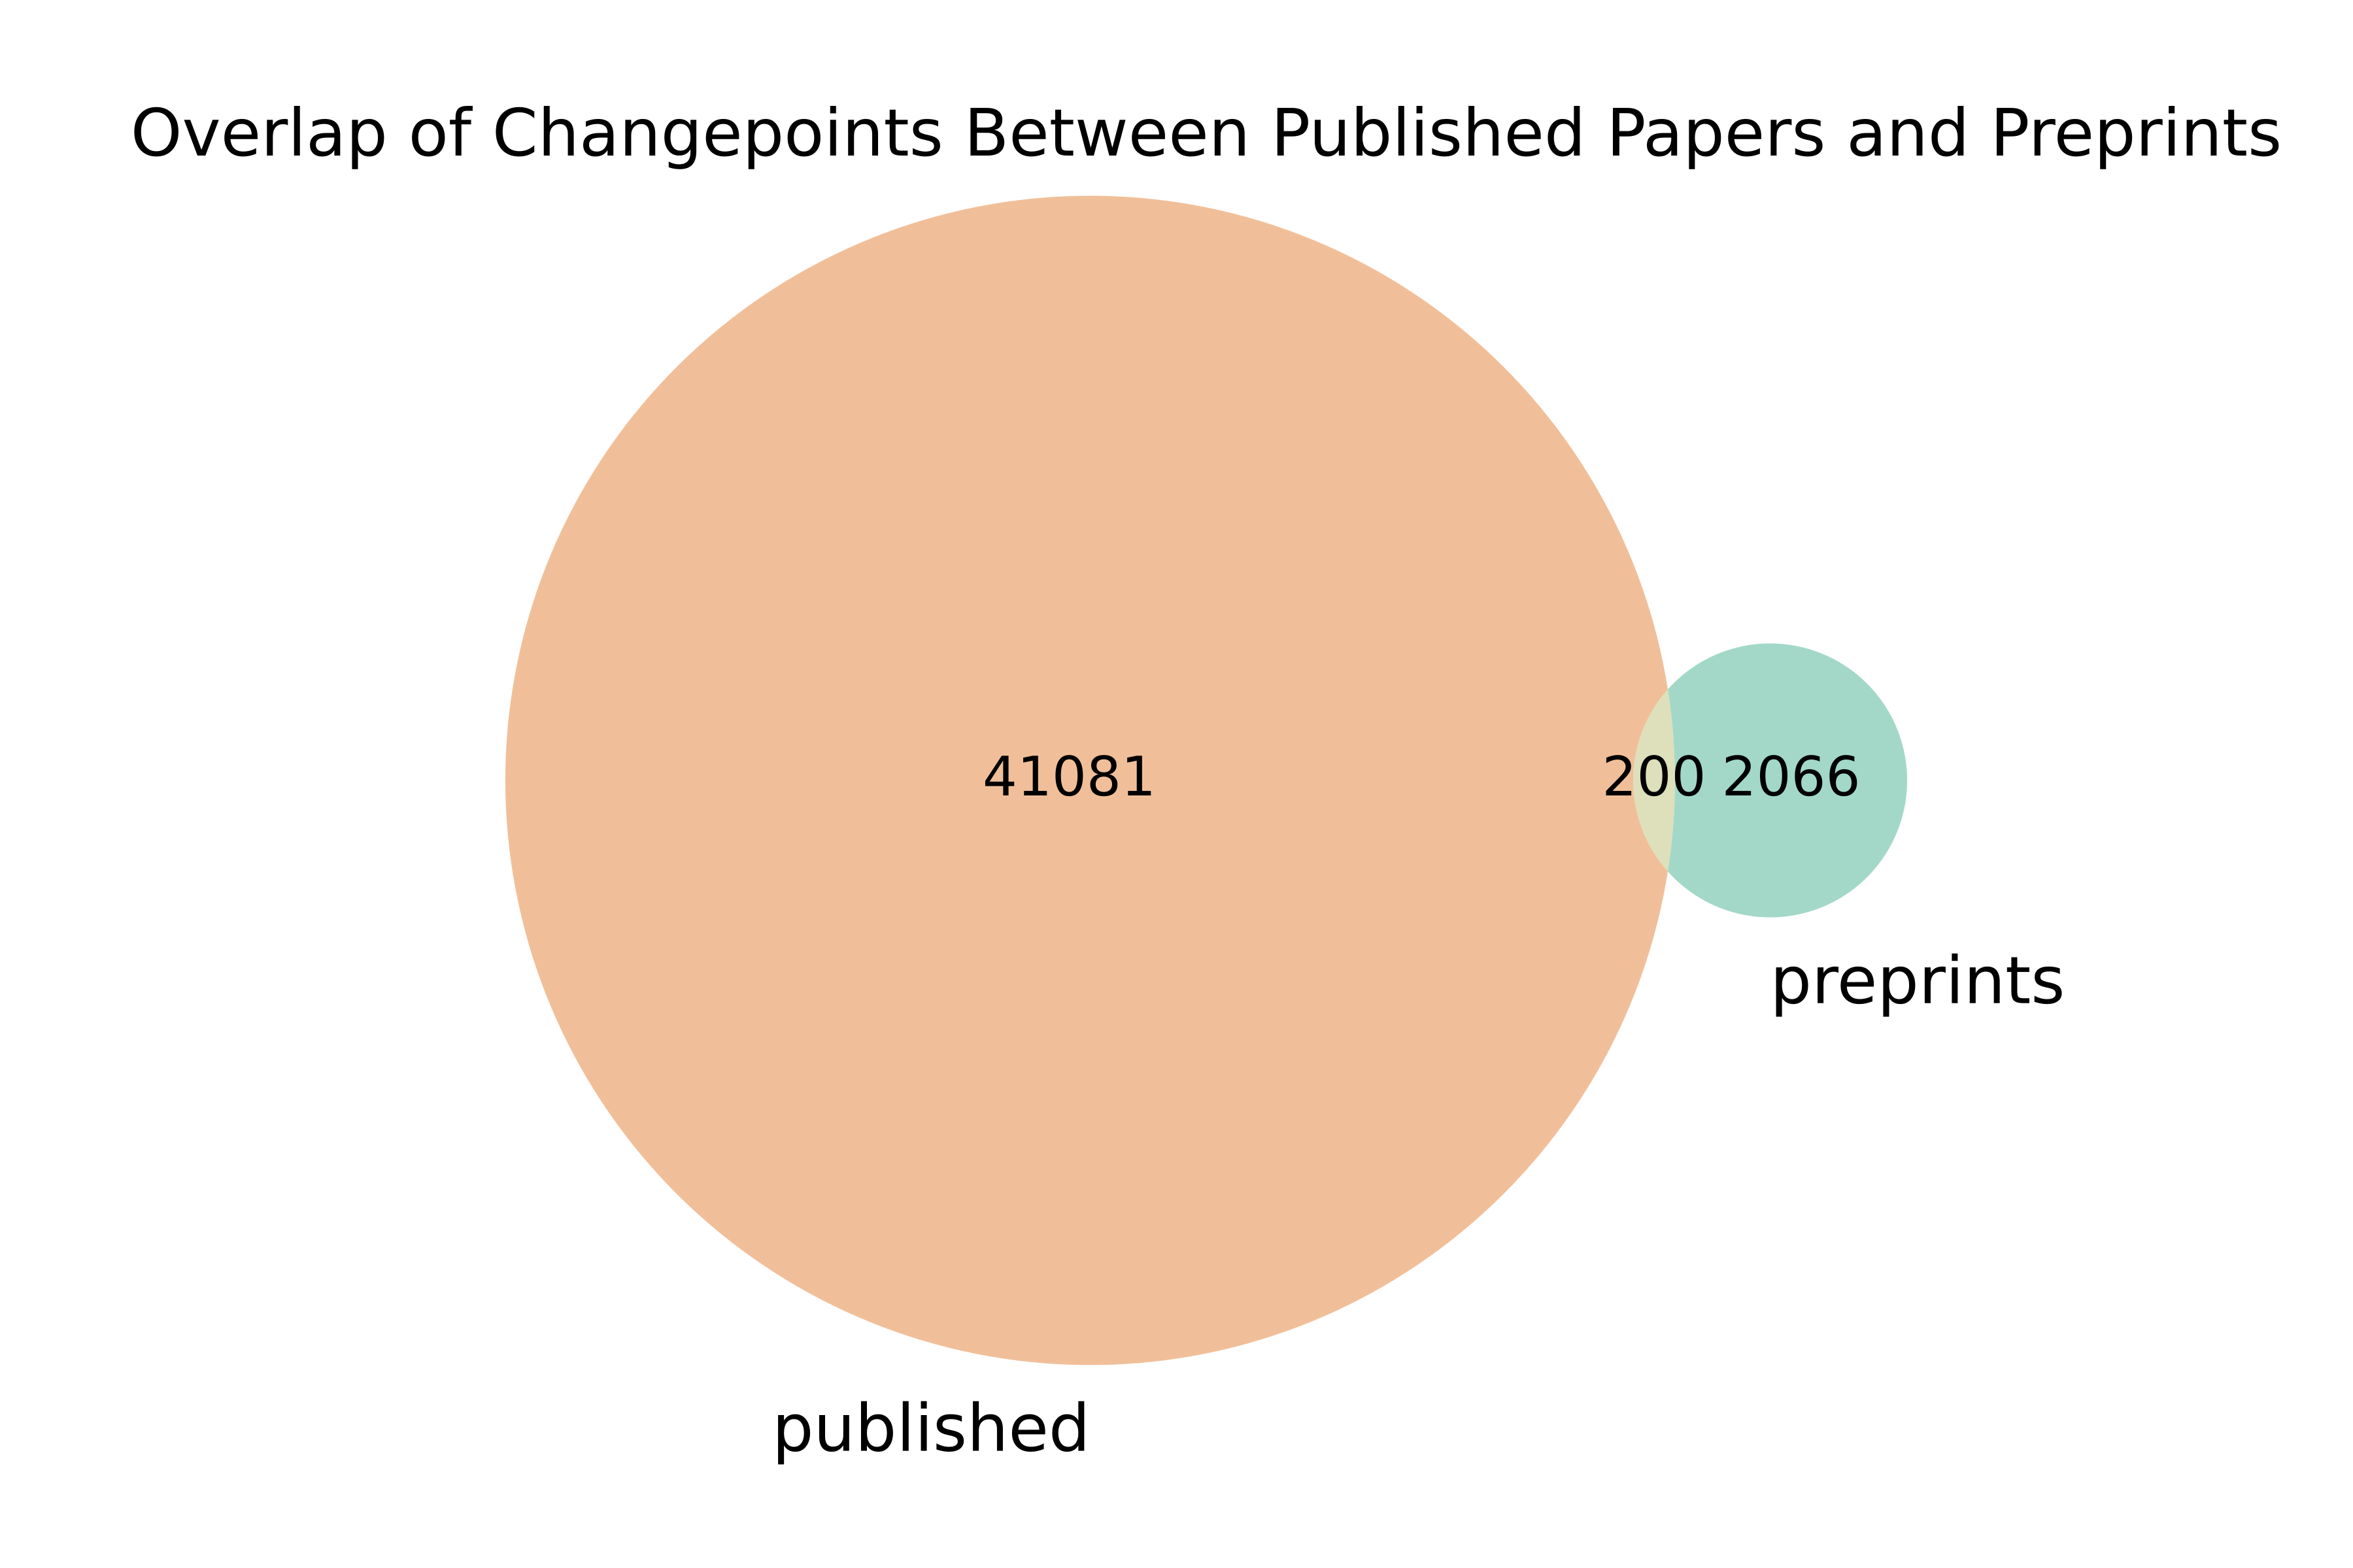 Overlap of Changepoints Between Published Papers and Preprints
41081
200
2066
preprints
published